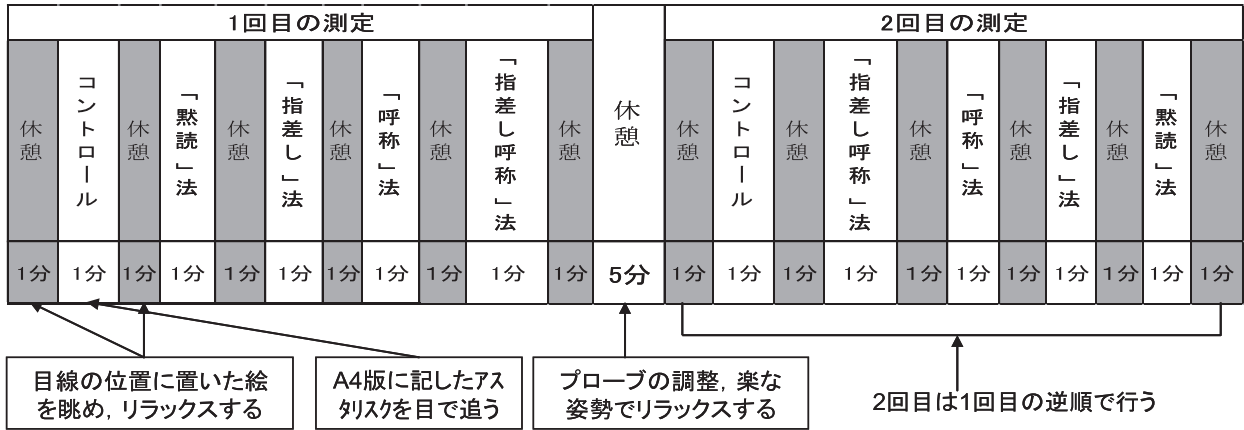 1回目の測定
休憩
2回目の測定
休憩
コントロール
休憩
「黙読」法
休憩
「指差し」法
休憩
「呼称」法
休憩
「指差し呼称」法
休憩
休憩
コントロール
休憩
「指差し呼称」法
休憩
「呼称」法
休憩
「指差し」法
休憩
「黙読」法
休憩
1分 1分 1分 1分 1分 1分 1分 1分 1分 1分 1分 5分 1分 1分 1分 1分 1分 1分 1分 1分 1分 1分 1分
目線の位置に置いた絵
を眺め，リラックスする
A4版に記したアス
タリスクを目で追う
プローブの調整，楽な
姿勢でリラックスする
2回目は1回目の逆順で行う